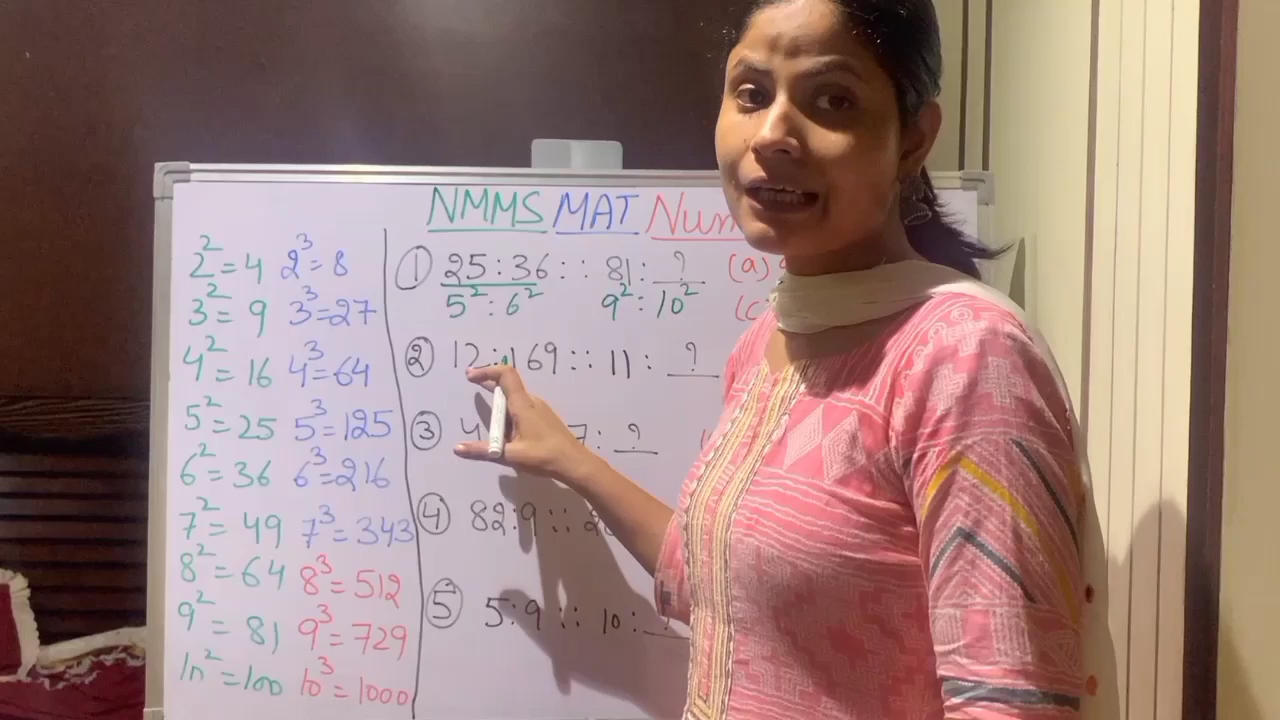 NMMS MAT
2² = 4 2³ = 8
3² = 9 3³ = 27
4² = 16 4³ = 64
5² = 25 5³ = 125
6² = 36 6³ = 216
7² = 49 7³ = 343
8² = 64 8³ = 512
9² = 81 9³ = 729
10² = 100 10³ = 1000
① 25 : 36 : : 81 : ? (a)
5² : 6² 9² : 10² (c
② 12 : 169 : : 11 : ?
③ 4 7 : ?
④ 82 : 9 : :
⑤ 5 : 9 : : 10 : ?